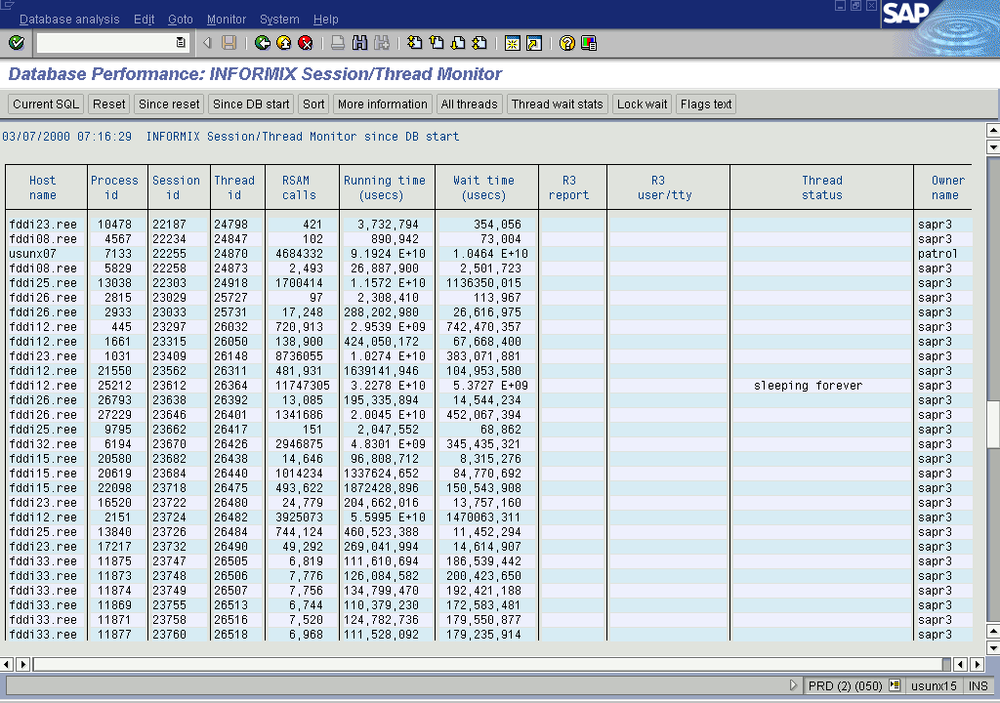 Database analysis Edit Goto Monitor System Help
SAP
Database Performance: INFORMIX Session/Thread Monitor
Current SQL Reset Since reset Since DB start Sort More information All threads Thread wait stats Lock wait Flags text
03/07/2000 07:16:29 INFORMIX Session/Thread Monitor since DB start
Host Process Session Thread RSAM Running time Wait time R3 R3 Thread Owner
name id id id calls (usecs) (usecs) report user/tty status name
fddi23.ree 10478 22187 24798 421 3,732,794 354,056 sapr3
fddi08.ree 4567 22234 24847 102 890,942 73,004 sapr3
usunx07 7133 22255 24870 4684332 9.1924 E+10 1.0464 E+10 patrol
fddi08.ree 5829 22258 24873 2,493 26,887,900 2,501,723 sapr3
fddi25.ree 13038 22303 24918 1700414 1.1572 E+10 1136350,015 sapr3
fddi26.ree 2815 23029 25727 97 2,308,410 113,967 sapr3
fddi26.ree 2933 23033 25731 17,248 288,202,980 26,616,975 sapr3
fddi12.ree 445 23297 26032 720,913 2.9539 E+09 742,470,357 sapr3
fddi12.ree 1661 23315 26050 138,900 424,050,172 67,668,400 sapr3
fddi23.ree 1031 23409 26148 8736055 1.0274 E+10 383,071,881 sapr3
fddi12.ree 21550 23562 26311 481,931 1639141,946 104,953,580 sapr3
fddi12.ree 25212 23612 26364 11747305 3.2278 E+10 5.3727 E+09 sleeping forever sapr3
fddi26.ree 26793 23638 26392 13,085 195,335,894 14,544,234 sapr3
fddi26.ree 27229 23646 26401 1341686 2.0045 E+10 452,067,394 sapr3
fddi25.ree 9795 23662 26417 151 2,047,552 68,862 sapr3
fddi32.ree 6194 23670 26426 2946875 4.8301 E+09 345,435,321 sapr3
fddi15.ree 20580 23682 26438 14,646 96,808,712 8,315,276 sapr3
fddi15.ree 20619 23684 26440 1014234 1337624,652 84,770,692 sapr3
fddi15.ree 22098 23718 26475 493,622 1872428,896 150,543,908 sapr3
fddi23.ree 16520 23722 26480 24,779 204,662,016 13,757,160 sapr3
fddi12.ree 2151 23724 26482 3925073 5.5995 E+10 1470063,311 sapr3
fddi25.ree 13840 23726 26484 744,124 460,523,388 11,452,294 sapr3
fddi23.ree 17217 23732 26490 49,292 269,041,994 14,614,907 sapr3
fddi33.ree 11875 23747 26505 6,819 111,610,694 186,539,442 sapr3
fddi33.ree 11873 23748 26506 7,776 126,084,582 200,423,650 sapr3
fddi33.ree 11874 23749 26507 7,756 134,799,470 192,421,188 sapr3
fddi33.ree 11869 23755 26513 6,744 110,379,230 172,583,481 sapr3
fddi33.ree 11871 23758 26516 7,520 124,782,736 179,550,877 sapr3
fddi33.ree 11877 23760 26518 6,968 111,528,092 179,235,914 sapr3
PRD (2) (050) usunx15 INS